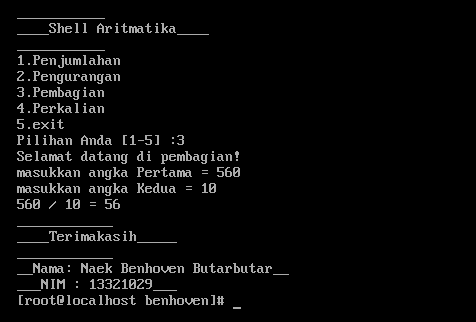 ___________
____Shell Aritmatika____
___________
1.Penjumlahan
2.Pengurangan
3.Pembagian
4.Perkalian
5.exit
Pilihan Anda [1-5] :3
Selamat datang di pembagian!
masukkan angka Pertama = 560
masukkan angka Kedua = 10
560 / 10 = 56
____________
____Terimakasih_____
____________
__Nama: Naek Benhoven Butarbutar__
___NIM : 13321029___
[root@localhost benhoven]# _